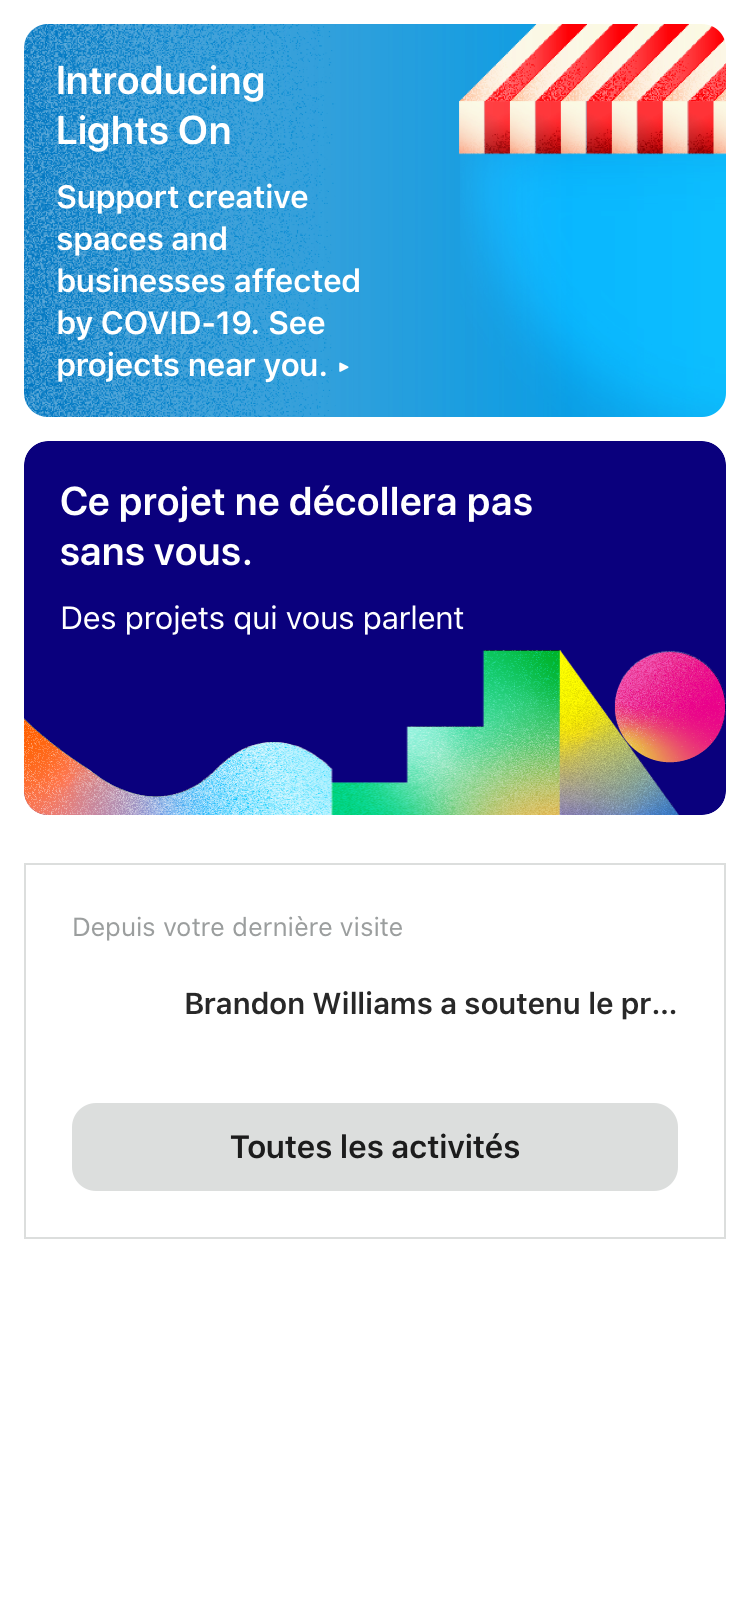 Introducing
Lights On
Support creative
spaces and
businesses affected
by COVID-19. See
projects near you. ▸
Ce projet ne décollera pas
sans vous.
Des projets qui vous parlent
Depuis votre dernière visite
Brandon Williams a soutenu le pr...
Toutes les activités